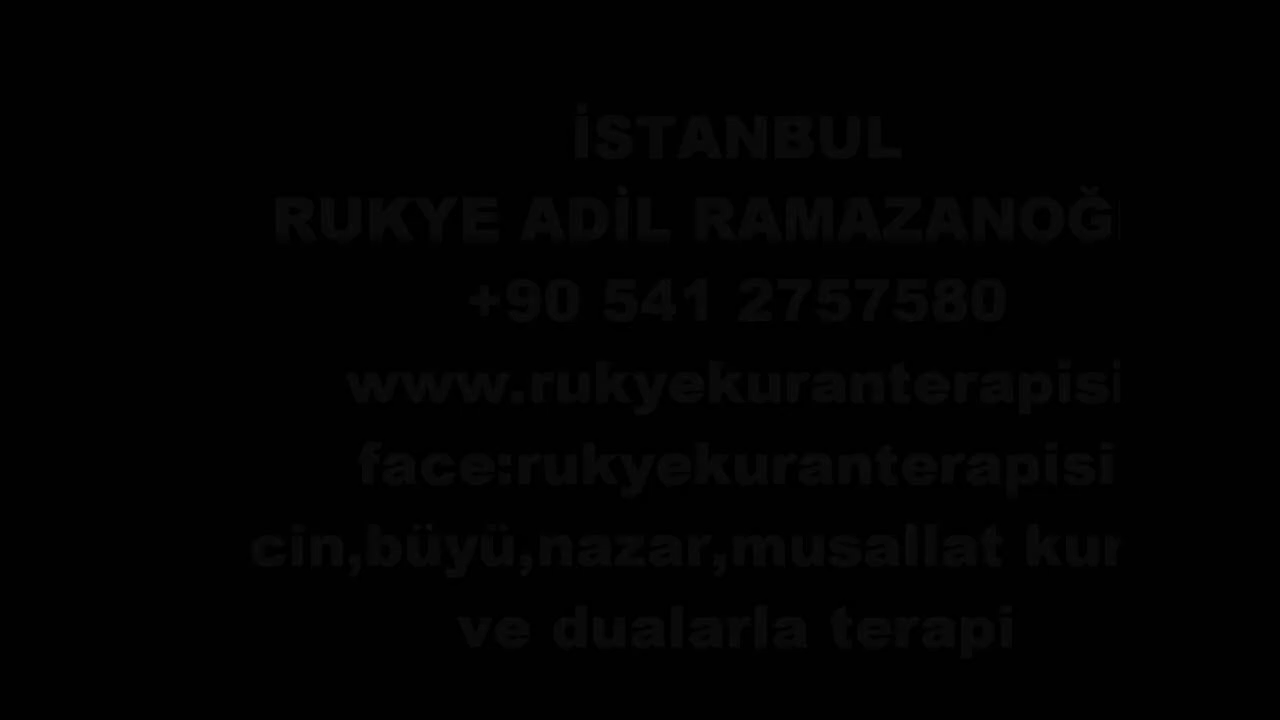 İSTANBUL
RUKYE ADİL RAMAZANOĞ
+90 541 2757580
www.rukyekuranterapisi
face:rukyekuranterapisi
cin,büyü,nazar,musallat kur
ve dualarla terapi